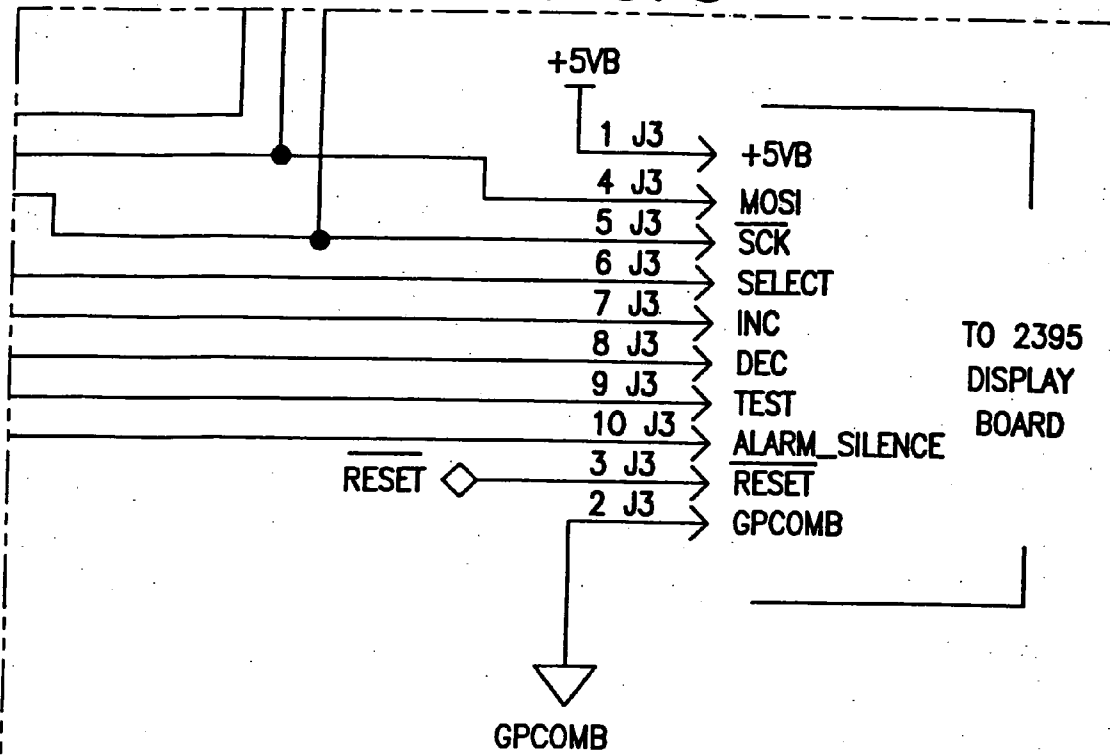 +5VB
1 J3 +5VB
4 J3 MOSI
5 J3 SCK
6 J3 SELECT
7 J3 INC
8 J3 DEC
9 J3 TEST
10 J3 ALARM_SILENCE
RESET 3 J3 RESET
2 J3 GPCOMB
TO 2395
DISPLAY
BOARD
GPCOMB